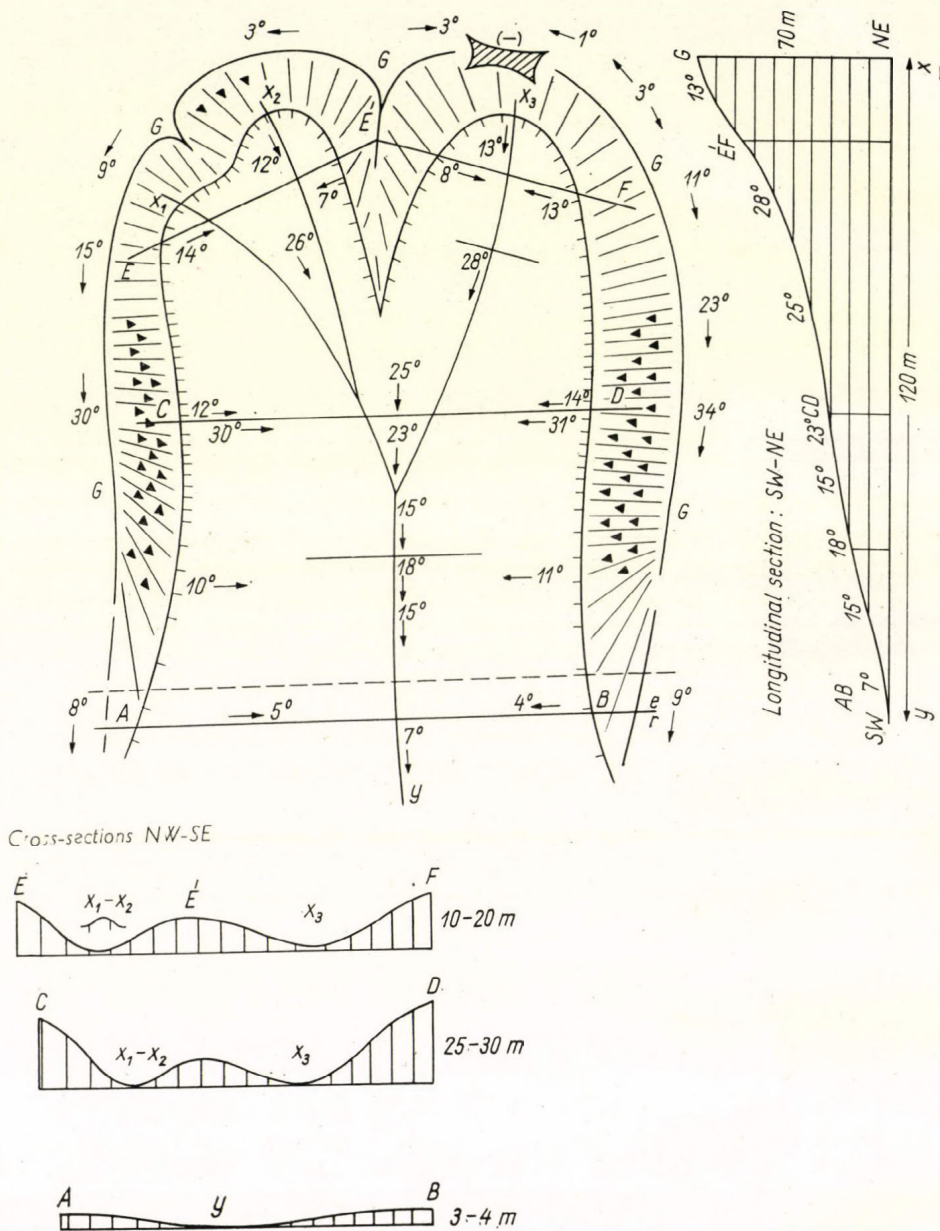 3° 3° (–) 1°
G
X₂ X₃ 3°
É
G
9° 12° 13° G
X₁ 7° 8° 11°
14° 13° F
15° E 26° 28°
23°
25°
30° C 12° 14° D 34°
30° 23° 31°
G 15° G
18°
10° 11°
15°
8° A 5° 4° B e 9°
7° r
y
G 70 m NE
13° X
ÉF
28°
25°
120 m
23° CD
15°
18°
15°
AB 7°
SW y
Longitudinal section: SW-NE
Cross-sections NW-SE
E X₁–X₂ É X₃ F
10–20 m
C X₁–X₂ X₃ D
25–30 m
A y B
3–4 m